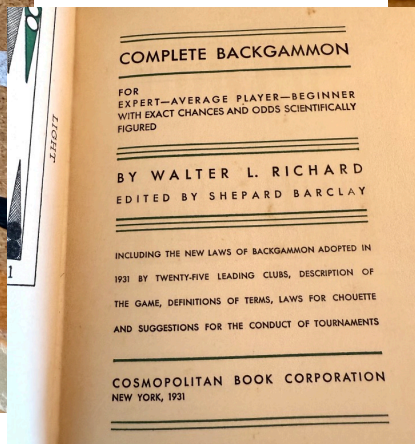 COMPLETE BACKGAMMON
FOR
EXPERT—AVERAGE PLAYER—BEGINNER
WITH EXACT CHANCES AND ODDS SCIENTIFICALLY
FIGURED
BY WALTER L. RICHARD
EDITED BY SHEPARD BARCLAY
INCLUDING THE NEW LAWS OF BACKGAMMON ADOPTED IN
1931 BY TWENTY-FIVE LEADING CLUBS, DESCRIPTION OF
THE GAME, DEFINITIONS OF TERMS, LAWS FOR CHOUETTE
AND SUGGESTIONS FOR THE CONDUCT OF TOURNAMENTS
COSMOPOLITAN BOOK CORPORATION
NEW YORK, 1931
LIGHT
1